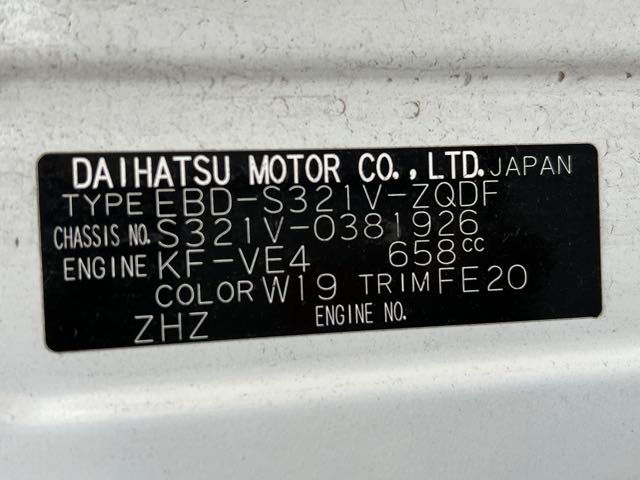 DAIHATSU MOTOR CO.,LTD.JAPAN
TYPE EBD-S321V-ZQDF
CHASSIS NO. S321V-0381926
ENGINE KF-VE4 658cc
COLOR W19 TRIM FE20
ZHZ ENGINE NO.